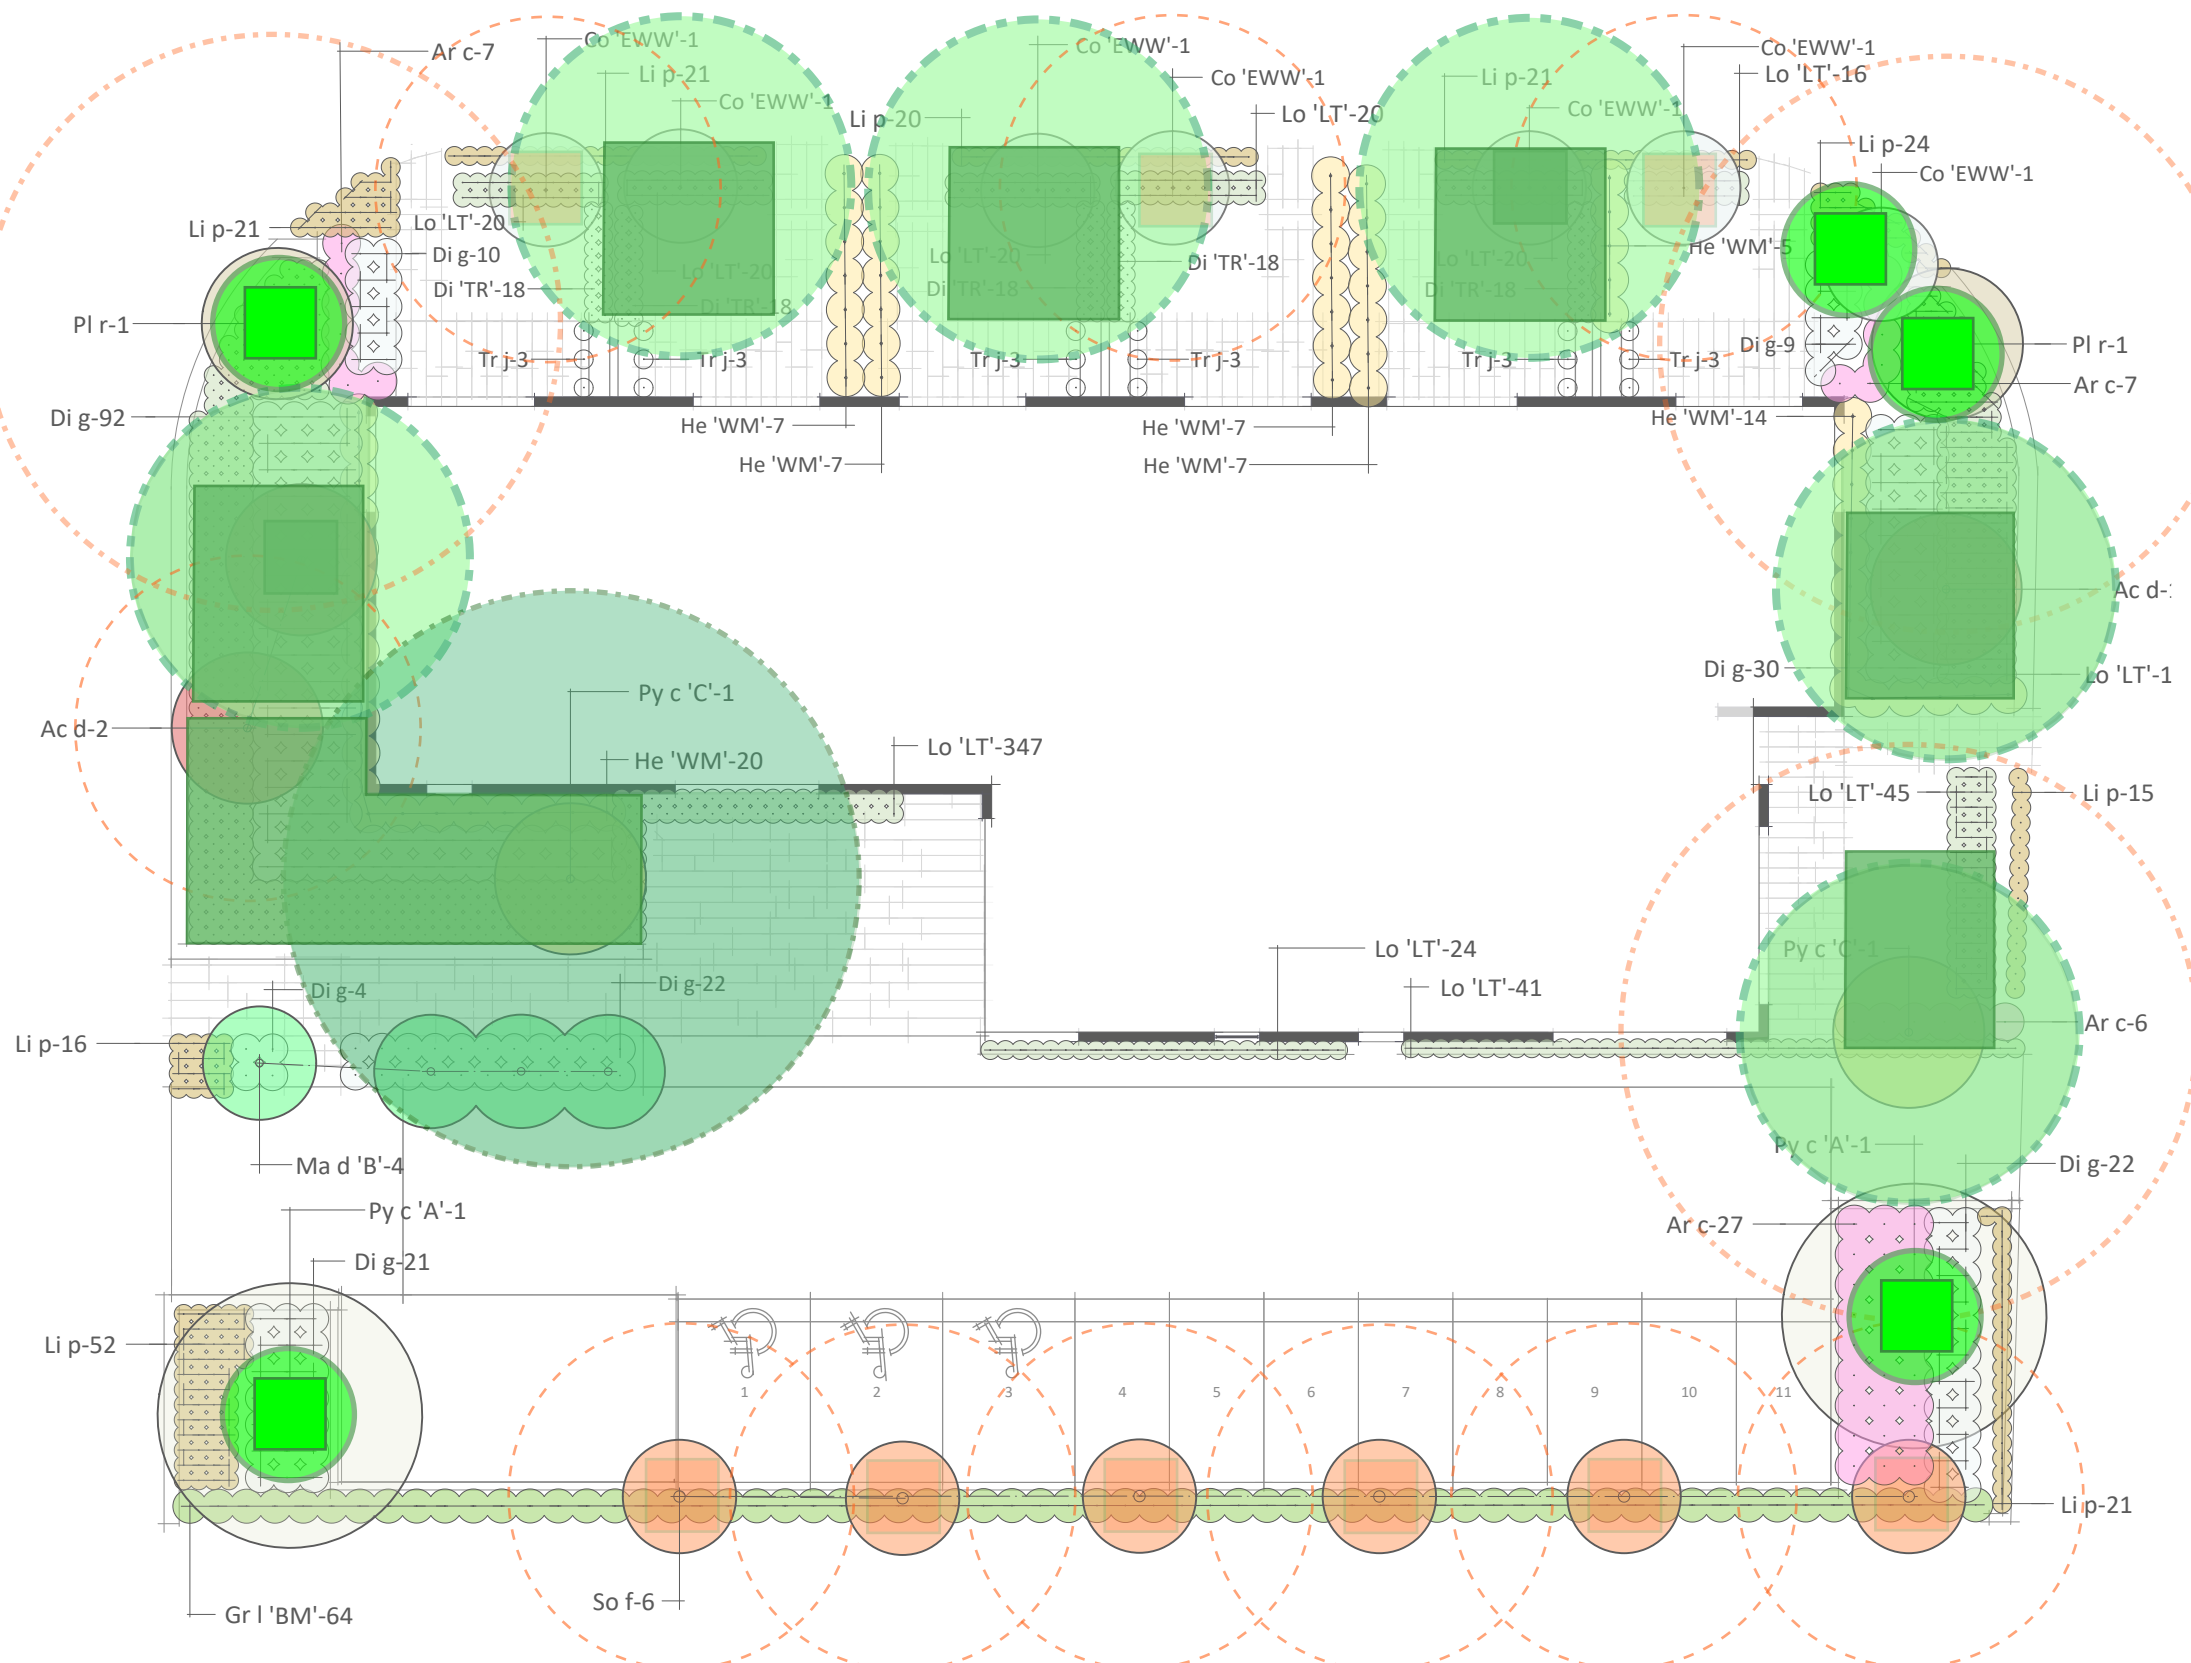 Ar c-7
Co 'EWW'-1
Li p-21
Co 'EWW'-1
Co 'EWW'-1
Co 'EWW'-1
Li p-20
Lo 'LT'-20
Li p-21
Co 'EWW'-1
Co 'EWW'-1
Lo 'LT'-16
Li p-24
Co 'EWW'-1
Li p-21
Lo 'LT'-20
Di g-10
Di 'TR'-18
Lo 'LT'-20
Di 'TR'-18
Lo 'LT'-20
Di 'TR'-18
Di 'TR'-18
Lo 'LT'-20
Di 'TR'-18
He 'WM'-5
Pl r-1
Tr j-3
Tr j-3
Tr j-3
Tr j-3
Tr j-3
Tr j-3
Di g-9
Pl r-1
Ar c-7
Di g-92
He 'WM'-7
He 'WM'-7
He 'WM'-7
He 'WM'-7
He 'WM'-14
Ac d-
Di g-30
Lo 'LT'-1
Py c 'C'-1
Ac d-2
He 'WM'-20
Lo 'LT'-347
Lo 'LT'-45
Li p-15
Py c 'C'-1
Lo 'LT'-24
Lo 'LT'-41
Di g-4
Di g-22
Li p-16
Ar c-6
Ma d 'B'-4
Py c 'A'-1
Di g-22
Py c 'A'-1
Ar c-27
Di g-21
Li p-52
1
2
3
4
5
6
7
8
9
10
11
Li p-21
So f-6
Gr l 'BM'-64